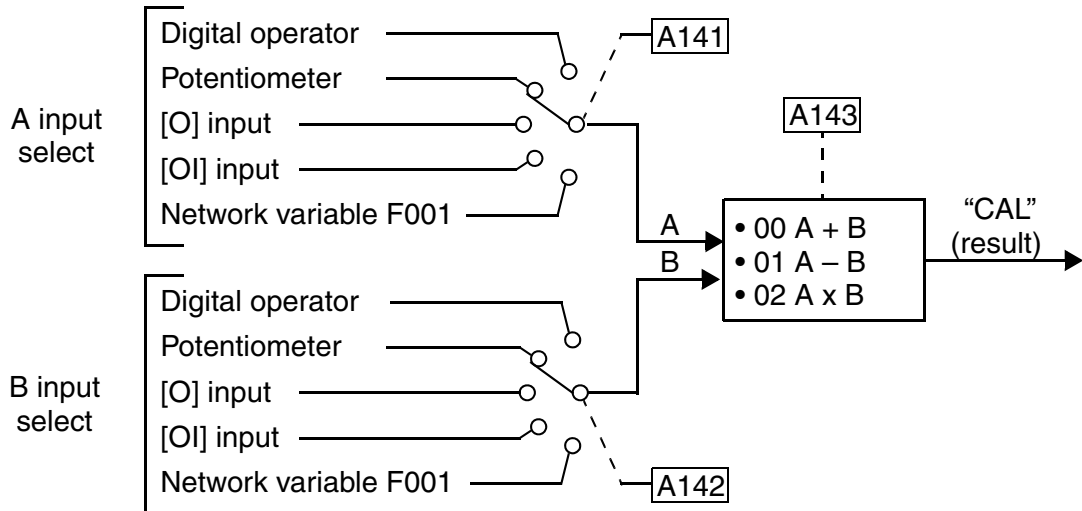 A input
select
Digital operator
Potentiometer
[O] input
[OI] input
Network variable F001
A141
A143
A
B
• 00 A + B
• 01 A – B
• 02 A x B
“CAL”
(result)
B input
select
Digital operator
Potentiometer
[O] input
[OI] input
Network variable F001
A142